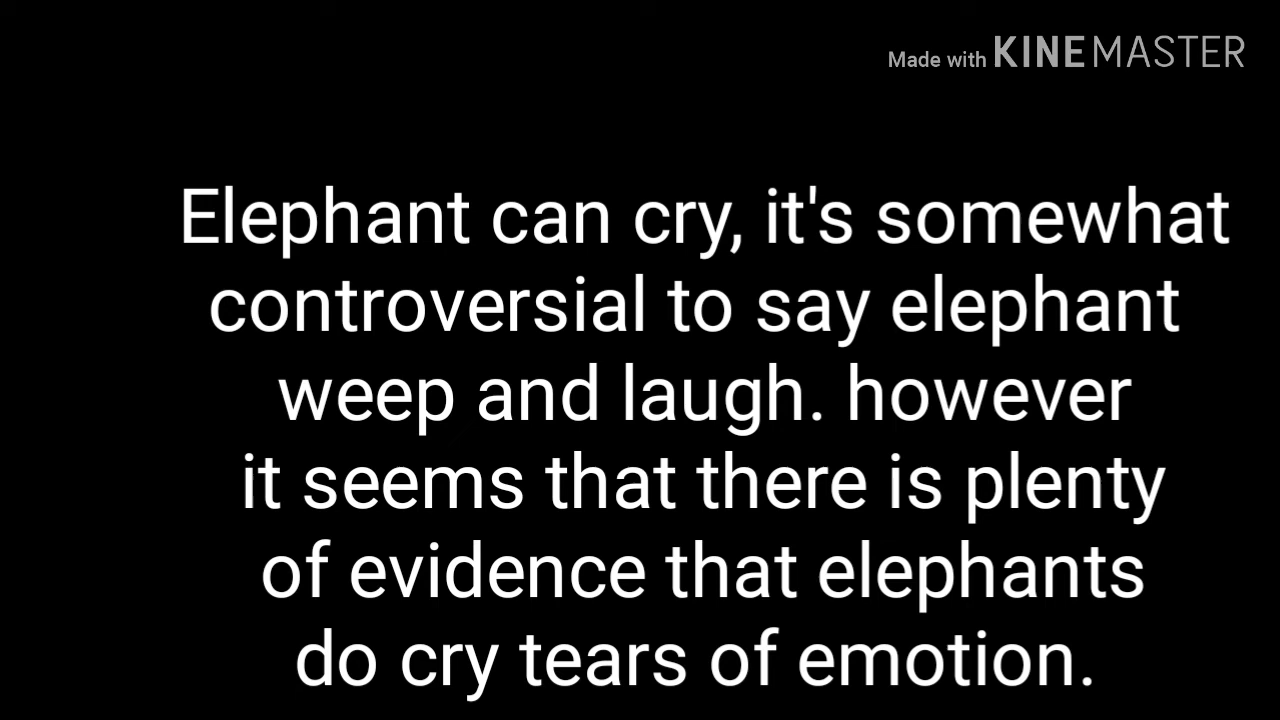 Made with KINEMASTER
Elephant can cry, it's somewhat
controversial to say elephant
weep and laugh. however
it seems that there is plenty
of evidence that elephants
do cry tears of emotion.